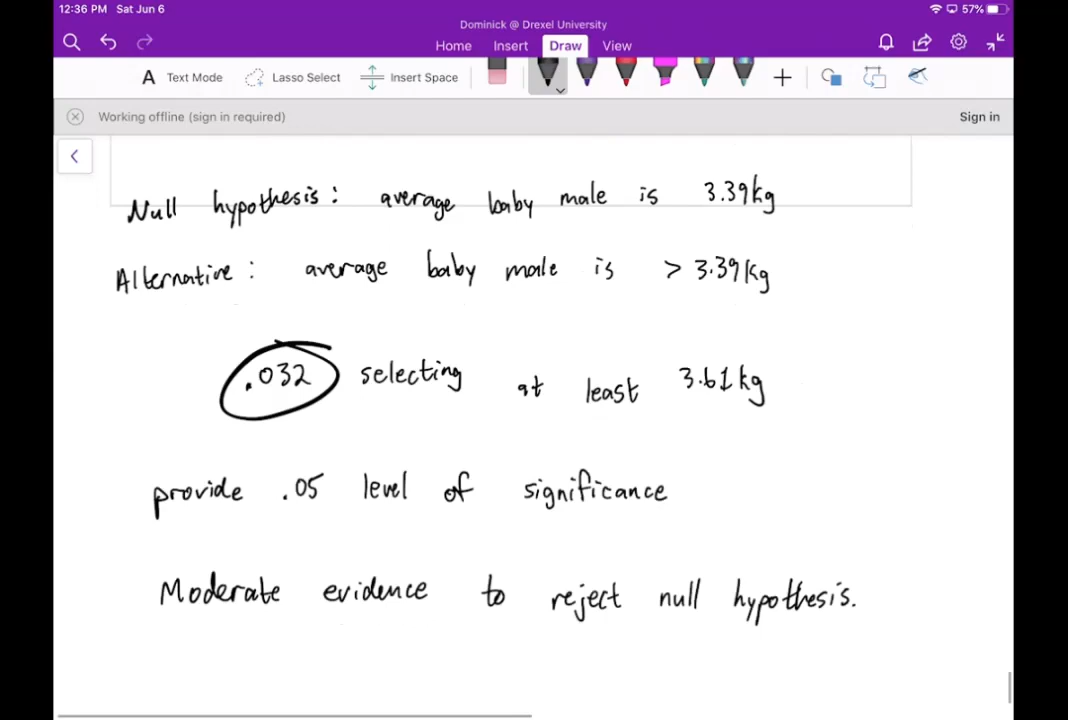 12:36 PM Sat Jun 6 57%
Dominick @ Drexel University
Home Insert Draw View
A Text Mode Lasso Select Insert Space
Working offline (sign in required) Sign in
Null hypothesis: average baby male is 3.39kg
Alternative: average baby male is > 3.39kg
.032 selecting at least 3.61kg
provide .05 level of significance
Moderate evidence to reject null hypothesis.